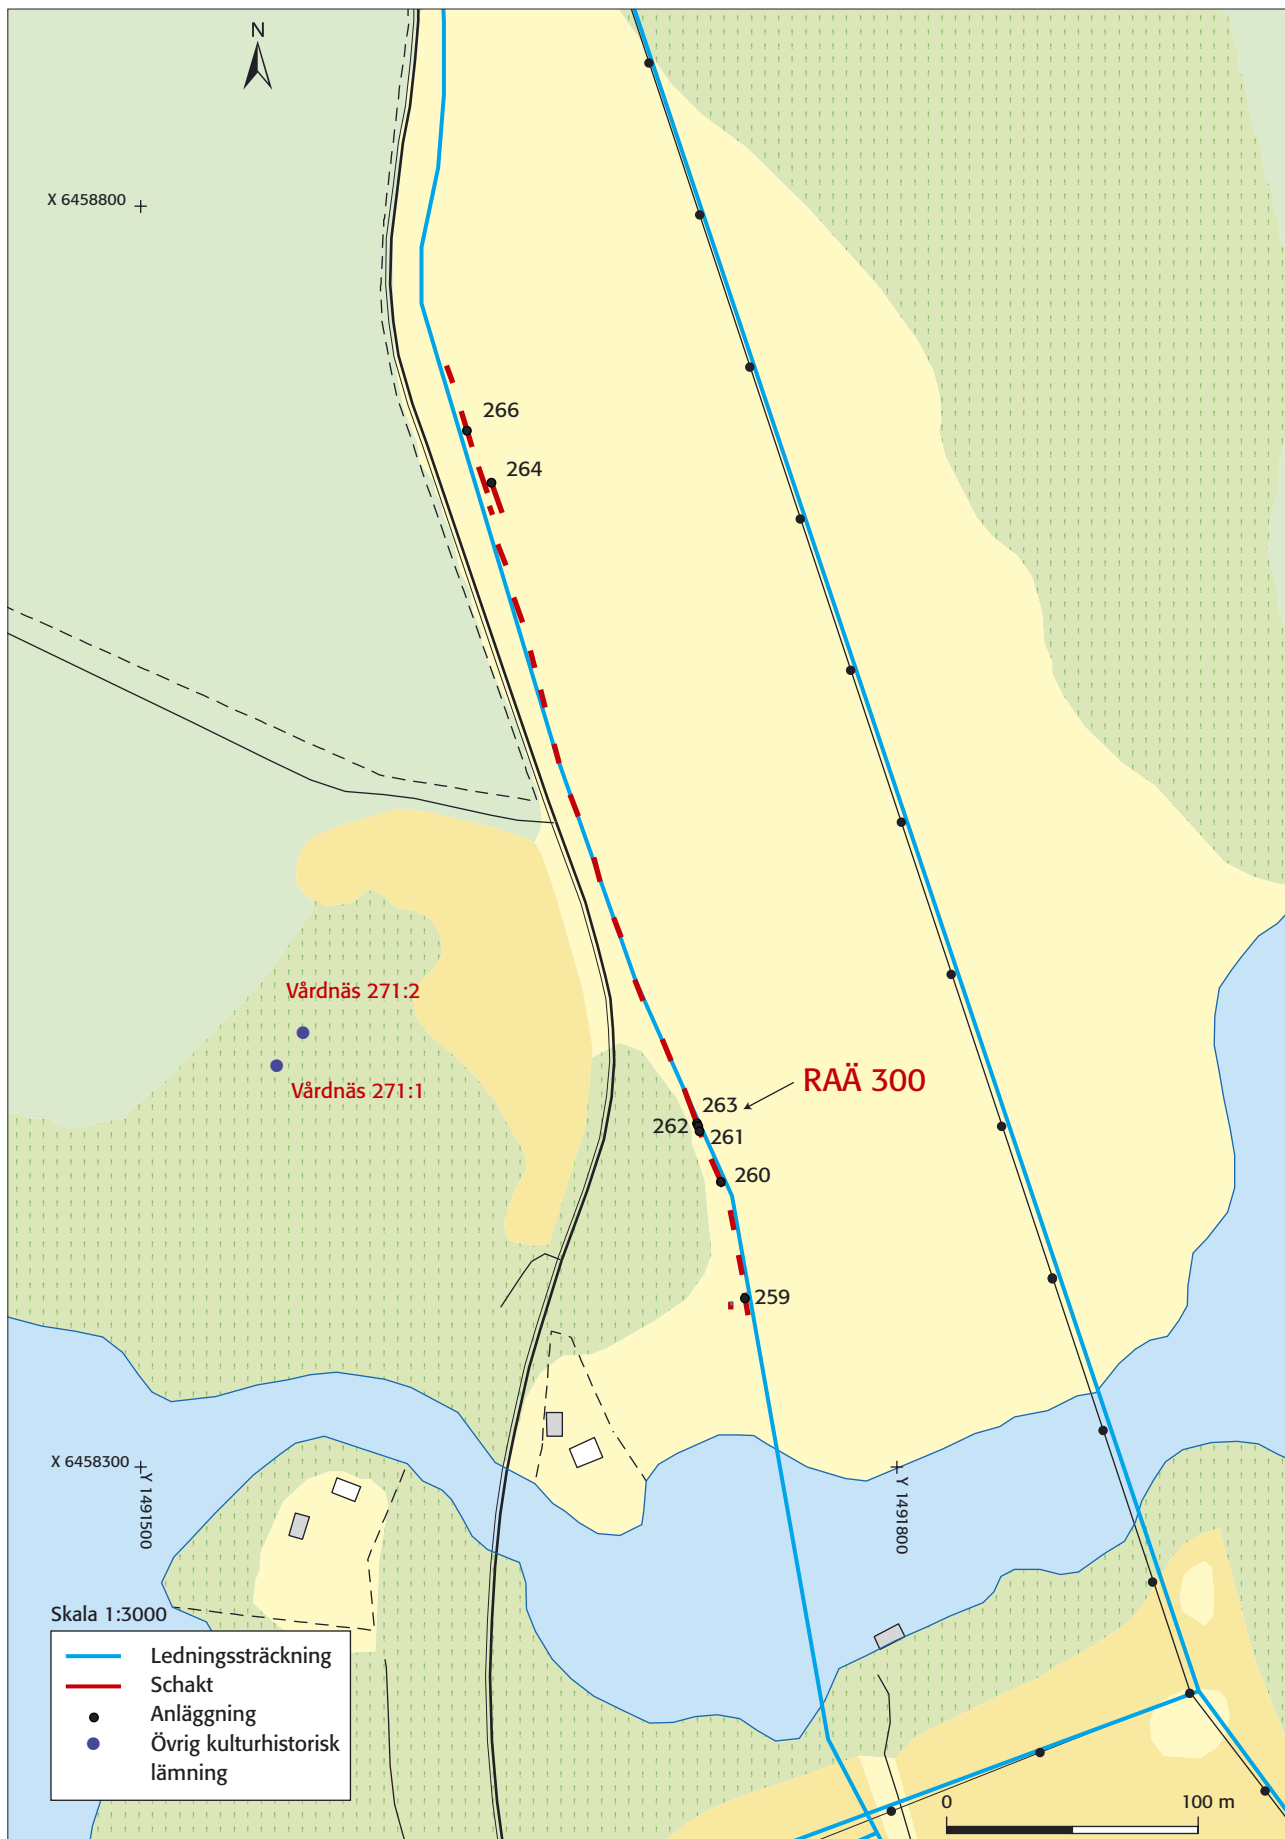 N
X 6458800
266
264
Vårdnäs 271:2
Vårdnäs 271:1
RAÄ 300
263
262
261
260
259
X 6458300
Y 1491500
Y 1491800
Skala 1:3000
Ledningssträckning
Schakt
Anläggning
Övrig kulturhistorisk
lämning
0
100 m